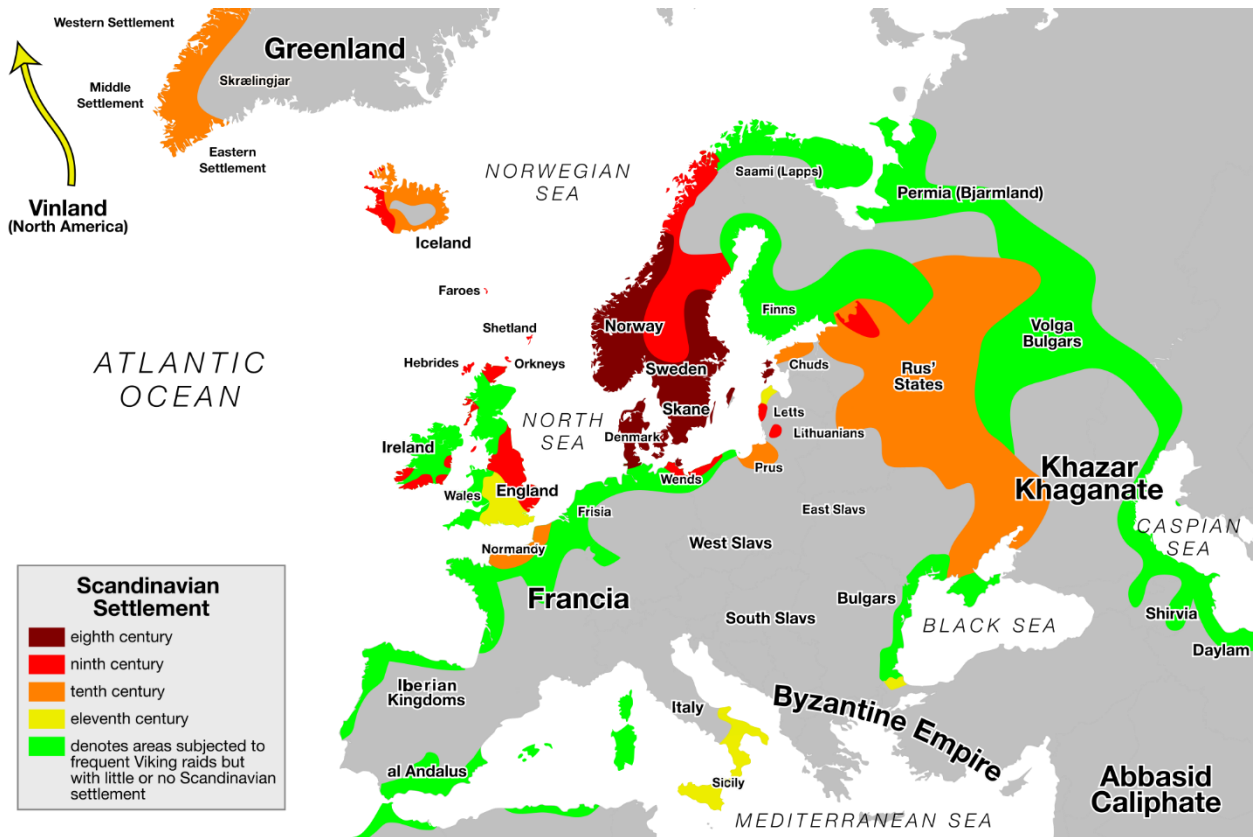 Western Settlement
Greenland
Skrælingjar
Middle
Settlement
Eastern
Settlement
Vinland
(North America)
NORWEGIAN
SEA
Saami (Lapps)
Permia (Bjarmland)
Iceland
Faroes
Shetland
Hebrides
Orkneys
Norway
Finns
Volga
Bulgars
ATLANTIC
OCEAN
Sweden
Chuds
Rus'
States
NORTH
SEA
Skane
Letts
Denmark
Lithuanians
Ireland
Prus
Wends
Khazar
Khaganate
Wales
England
Frisia
East Slavs
CASPIAN
SEA
Normandy
West Slavs
Francia
Bulgars
South Slavs
BLACK SEA
Shirvia
Daylam
Iberian
Kingdoms
Italy
Byzantine Empire
al Andalus
Sicily
Abbasid
Caliphate
MEDITERRANEAN SEA
Scandinavian
Settlement
eighth century
ninth century
tenth century
eleventh century
denotes areas subjected to
frequent Viking raids but
with little or no Scandinavian
settlement